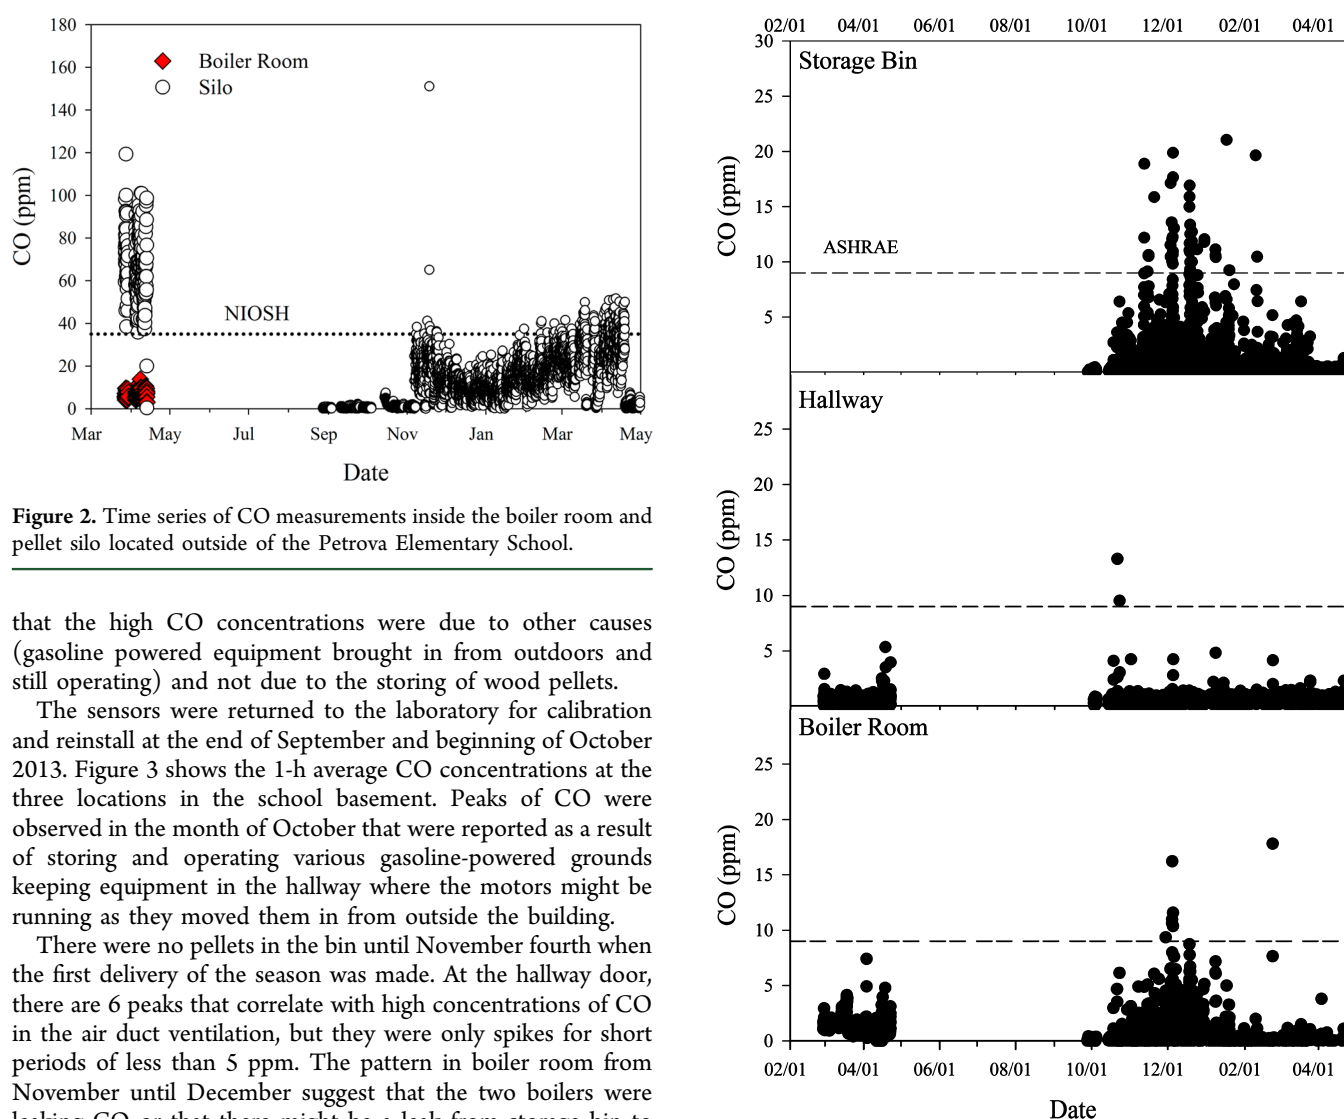 180
160
140
120
100
80
60
40
20
0
CO (ppm)
Boiler Room
Silo
NIOSH
Mar May Jul Sep Nov Jan Mar May
Date
Figure 2. Time series of CO measurements inside the boiler room and
pellet silo located outside of the Petrova Elementary School.
that the high CO concentrations were due to other causes
(gasoline powered equipment brought in from outdoors and
still operating) and not due to the storing of wood pellets.
The sensors were returned to the laboratory for calibration
and reinstall at the end of September and beginning of October
2013. Figure 3 shows the 1-h average CO concentrations at the
three locations in the school basement. Peaks of CO were
observed in the month of October that were reported as a result
of storing and operating various gasoline-powered grounds
keeping equipment in the hallway where the motors might be
running as they moved them in from outside the building.
There were no pellets in the bin until November fourth when
the first delivery of the season was made. At the hallway door,
there are 6 peaks that correlate with high concentrations of CO
in the air duct ventilation, but they were only spikes for short
periods of less than 5 ppm. The pattern in boiler room from
November until December suggest that the two boilers were
leaking CO or that there might be a leak from storage bin to
02/01 04/01 06/01 08/01 10/01 12/01 02/01 04/01
30
Storage Bin
25
20
15
10
5
CO (ppm)
ASHRAE
Hallway
25
20
15
10
5
CO (ppm)
Boiler Room
25
20
15
10
5
0
CO (ppm)
02/01 04/01 06/01 08/01 10/01 12/01 02/01 04/01
Date